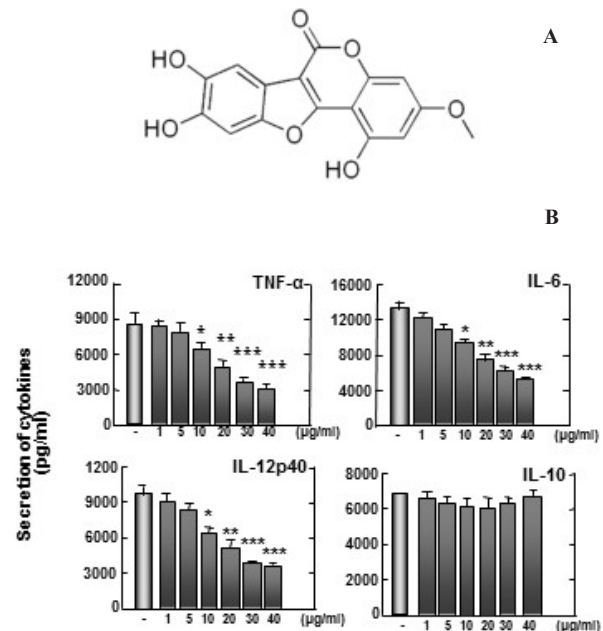 A
O
O
HO
HO
O
O
HO
B
Secretion of cytokines
(pg/ml)
TNF-α
12000
9000
6000
3000
0
* ** *** ***
- 1 5 10 20 30 40 (µg/ml)
IL-6
16000
12000
8000
4000
0
* ** *** ***
- 1 5 10 20 30 40 (µg/ml)
IL-12p40
1200
9000
6000
3000
0
* ** *** ***
- 1 5 10 20 30 40 (µg/ml)
IL-10
8000
6000
4000
2000
0
- 1 5 10 20 30 40 (µg/ml)